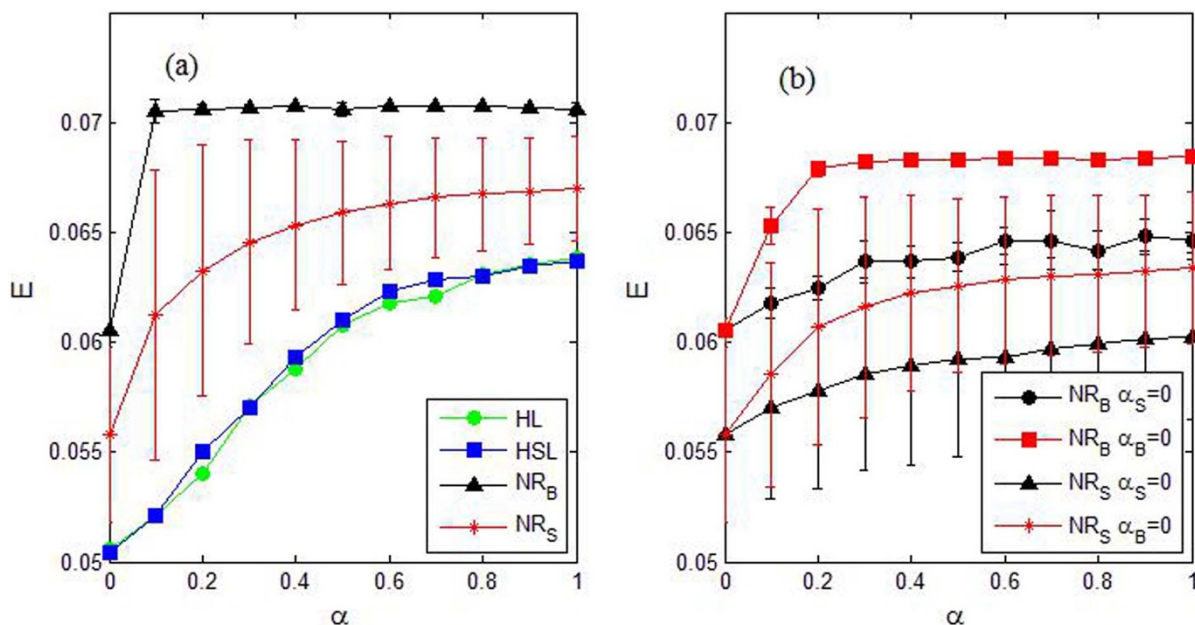 (a)
E
0.07
0.065
0.06
0.055
0.05
0 0.2 0.4 0.6 0.8 1
α
HL
HSL
NR_B
NR_S
(b)
E
0.07
0.065
0.06
0.055
0.05
0 0.2 0.4 0.6 0.8 1
α
NR_B α_S=0
NR_B α_B=0
NR_S α_S=0
NR_S α_B=0